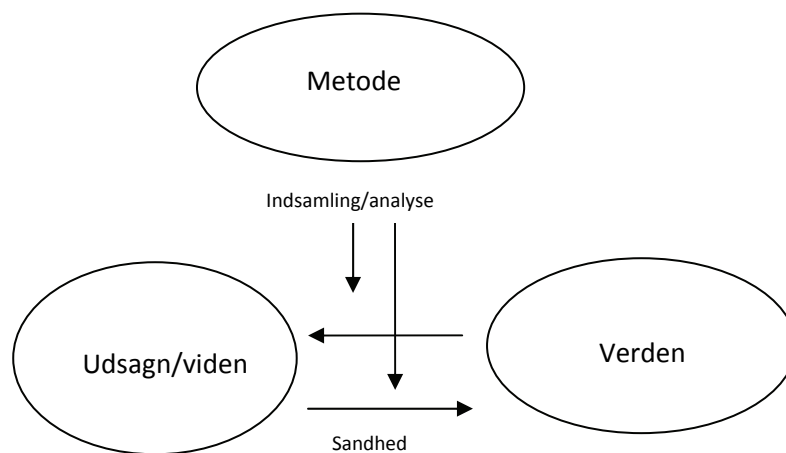 Metode
Indsamling/analyse
Udsagn/viden
Verden
Sandhed